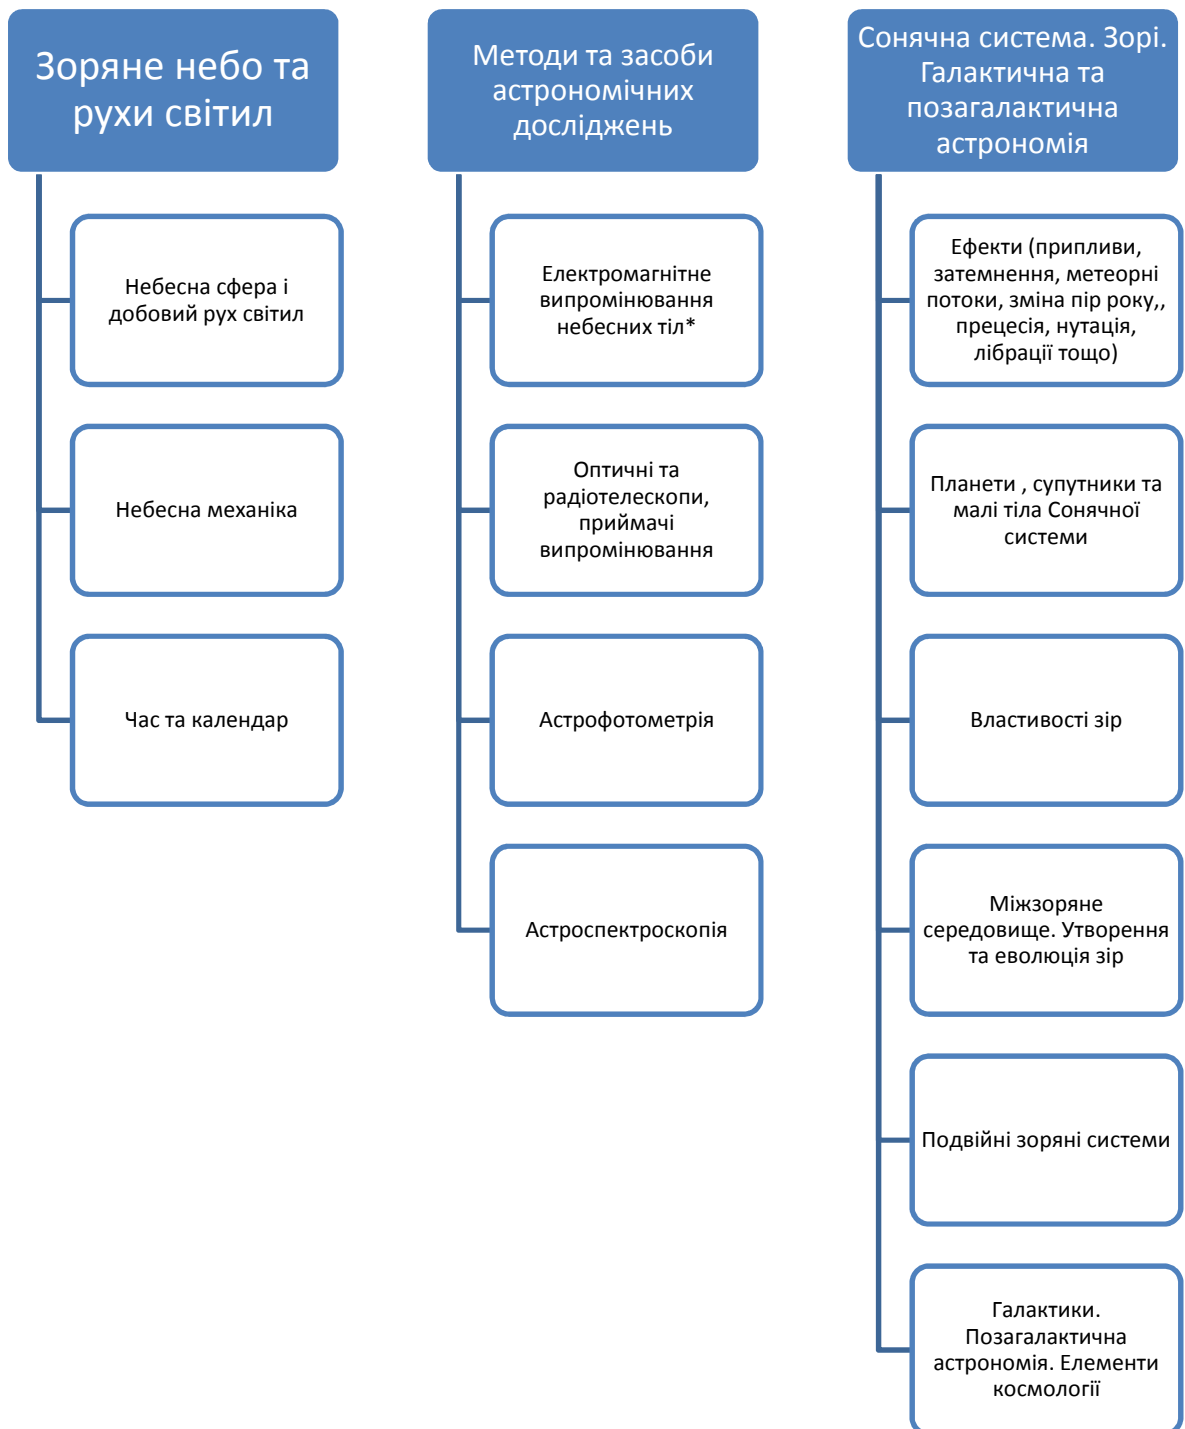 Зоряне небо та
рухи світил
Небесна сфера і
добовий рух світил
Небесна механіка
Час та календар
Методи та засоби
астрономічних
досліджень
Електромагнітне
випромінювання
небесних тіл*
Оптичні та
радіотелескопи,
приймачі
випромінювання
Астрофотометрія
Астроспектроскопія
Сонячна система. Зорі.
Галактична та
позагалактична
астрономія
Ефекти (припливи,
затемнення, метеорні
потоки, зміна пір року,,
прецесія, нутація,
лібрації тощо)
Планети , супутники та
малі тіла Сонячної
системи
Властивості зір
Міжзоряне
середовище. Утворення
та еволюція зір
Подвійні зоряні системи
Галактики.
Позагалактична
астрономія. Елементи
космології